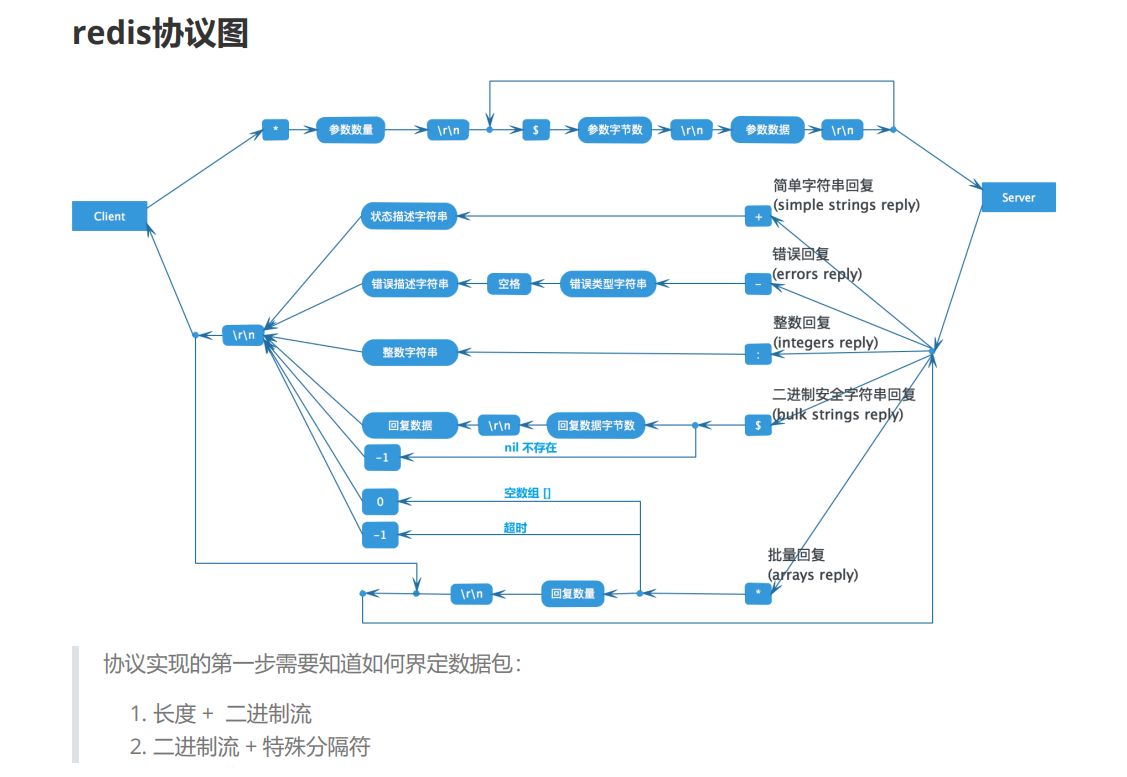 redis协议图
* 参数数量 \r\n $ 参数字节数 \r\n 参数数据 \r\n
Client
Server
简单字符串回复
(simple strings reply)
状态描述字符串 +
错误回复
(errors reply)
错误描述字符串 空格 错误类型字符串 -
整数回复
(integers reply)
\r\n
整数字符串 :
二进制安全字符串回复
(bulk strings reply)
回复数据 \r\n 回复数据字节数 $
nil 不存在
-1
空数组 []
0
超时
-1
批量回复
(arrays reply)
\r\n 回复数量 *
协议实现的第一步需要知道如何界定数据包：
1. 长度 + 二进制流
2. 二进制流 + 特殊分隔符